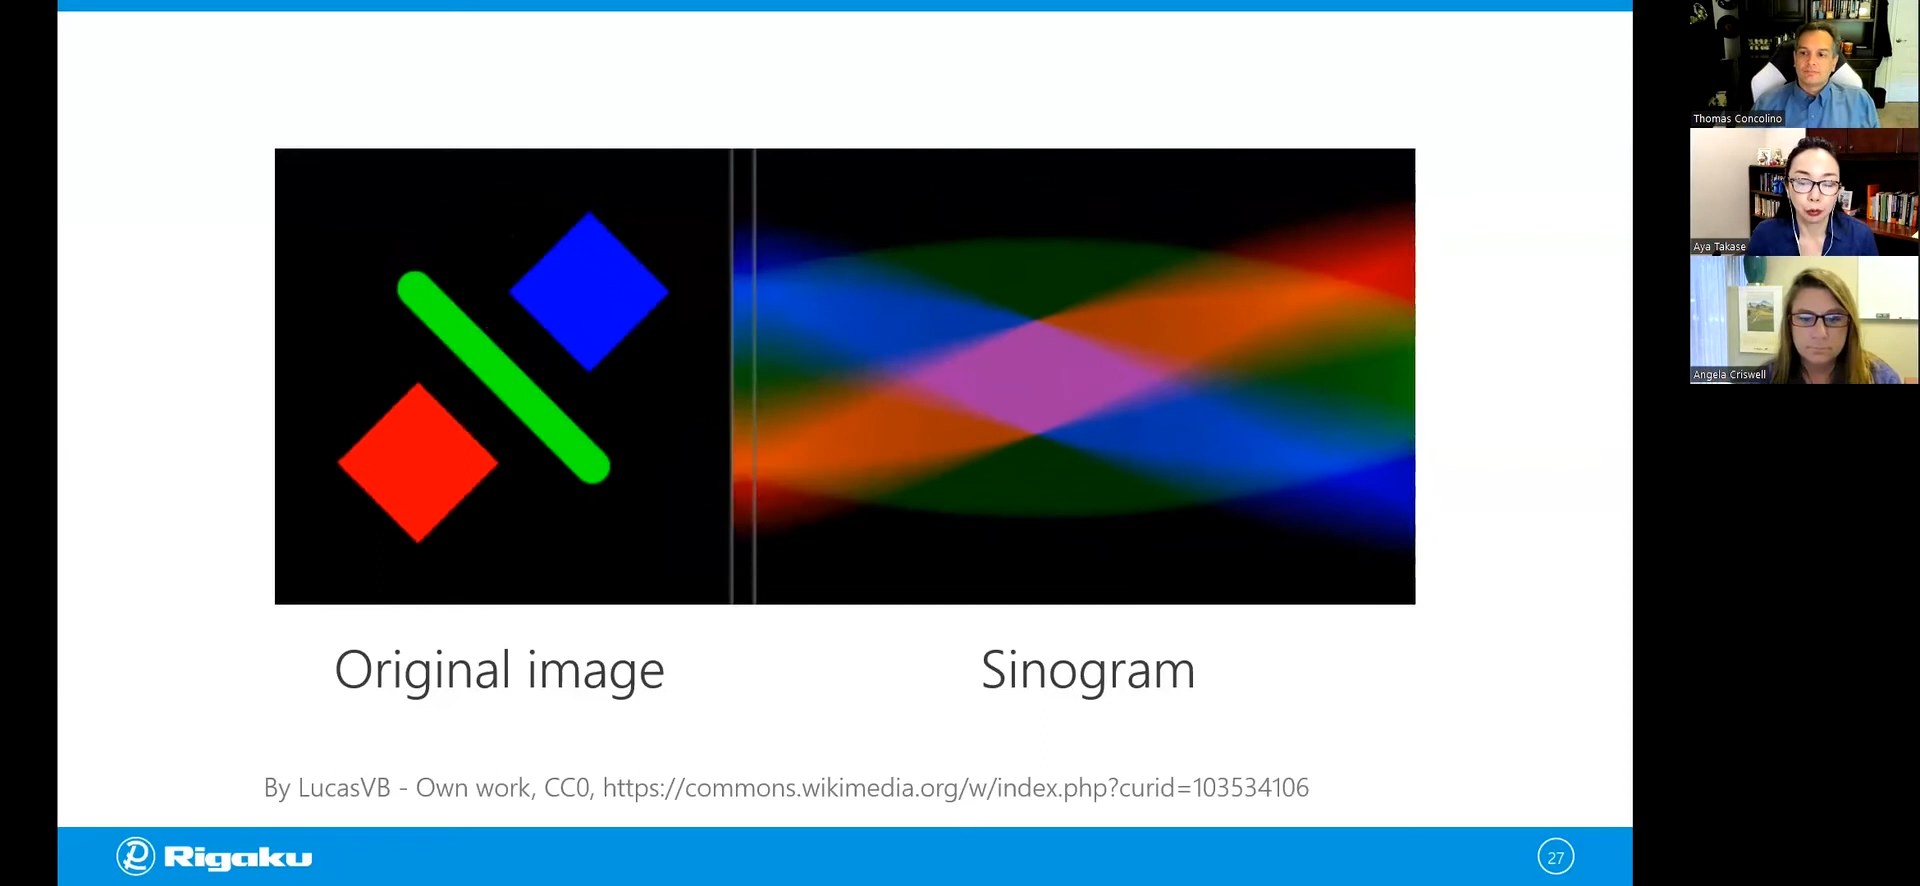 Original image
Sinogram
By LucasVB - Own work, CC0, https://commons.wikimedia.org/w/index.php?curid=103534106
Rigaku
27
Thomas Concolino
Aya Takase
Angela Criswell